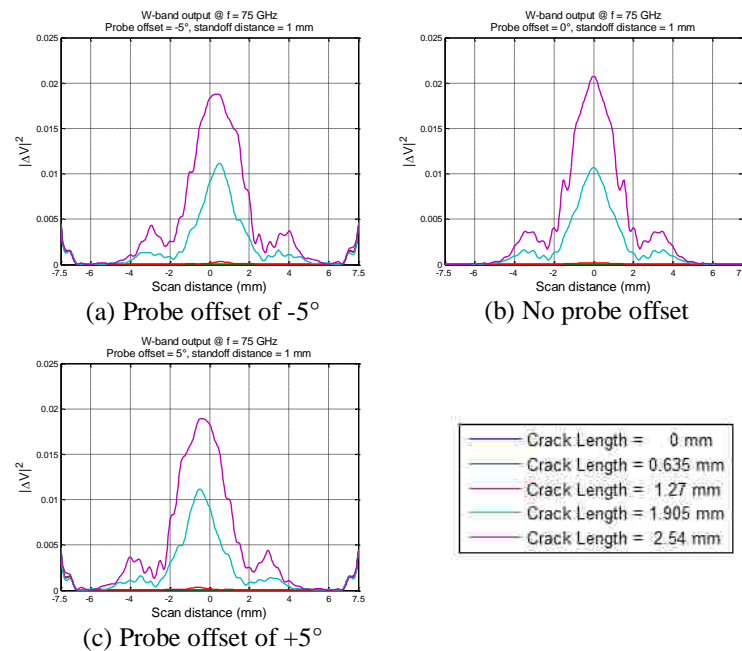 W-band output @ f = 75 GHz
Probe offset = -5°, standoff distance = 1 mm
0.025
0.02
0.015
0.01
0.005
0
|ΔV|²
-7.5 -6 -4 -2 0 2 4 6 7.5
Scan distance (mm)
(a) Probe offset of -5°
W-band output @ f = 75 GHz
Probe offset = 0°, standoff distance = 1 mm
0.025
0.02
0.015
0.01
0.005
0
|ΔV|²
-7.5 -6 -4 -2 0 2 4 6 7.
Scan distance (mm)
(b) No probe offset
W-band output @ f = 75 GHz
Probe offset = 5°, standoff distance = 1 mm
0.025
0.02
0.015
0.01
0.005
0
|ΔV|²
-7.5 -6 -4 -2 0 2 4 6 7.5
Scan distance (mm)
(c) Probe offset of +5°
Crack Length = 0 mm
Crack Length = 0.635 mm
Crack Length = 1.27 mm
Crack Length = 1.905 mm
Crack Length = 2.54 mm